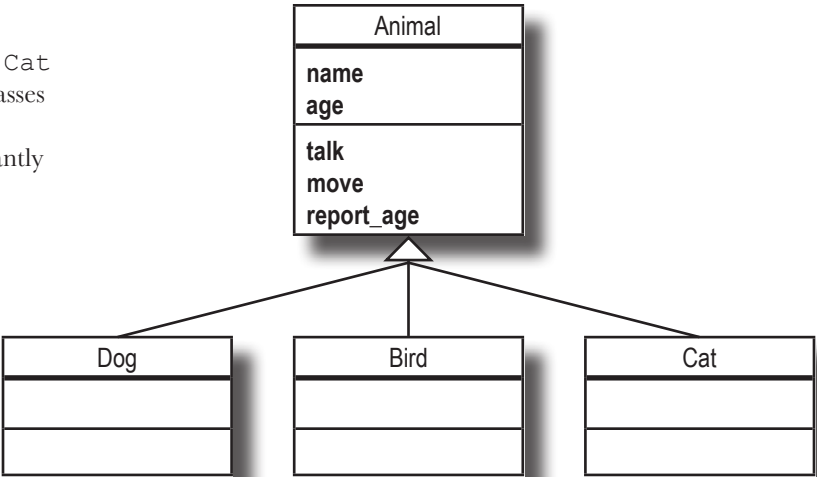 Cat
asses
antly
Animal
name
age
talk
move
report_age
Dog
Bird
Cat